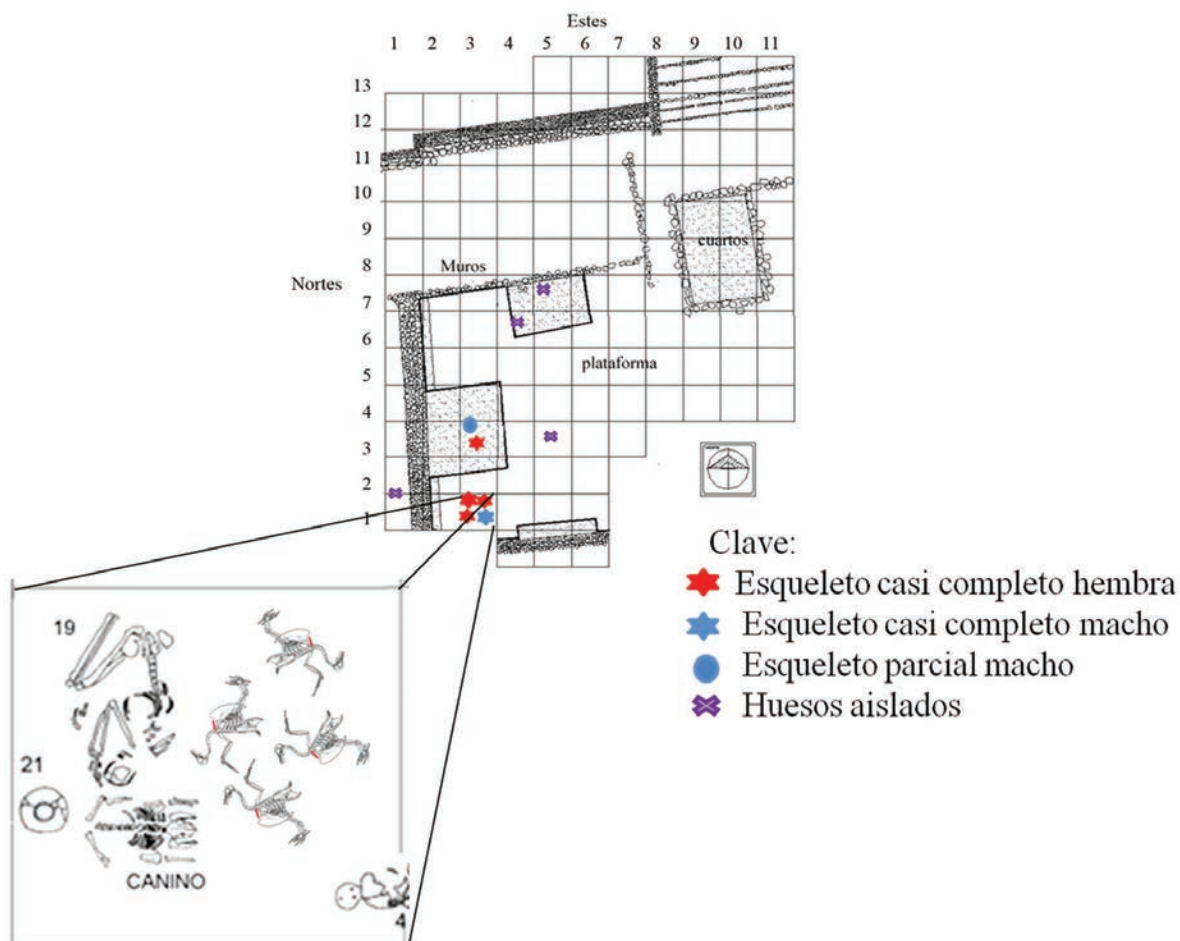 Estes
1 2 3 4 5 6 7 8 9 10 11
13
12
11
10
9
8
7
6
5
4
3
2
1
Nortes
Muros
cuartos
plataforma
Clave:
Esqueleto casi completo hembra
Esqueleto casi completo macho
Esqueleto parcial macho
Huesos aislados
19
21
CANINO
4